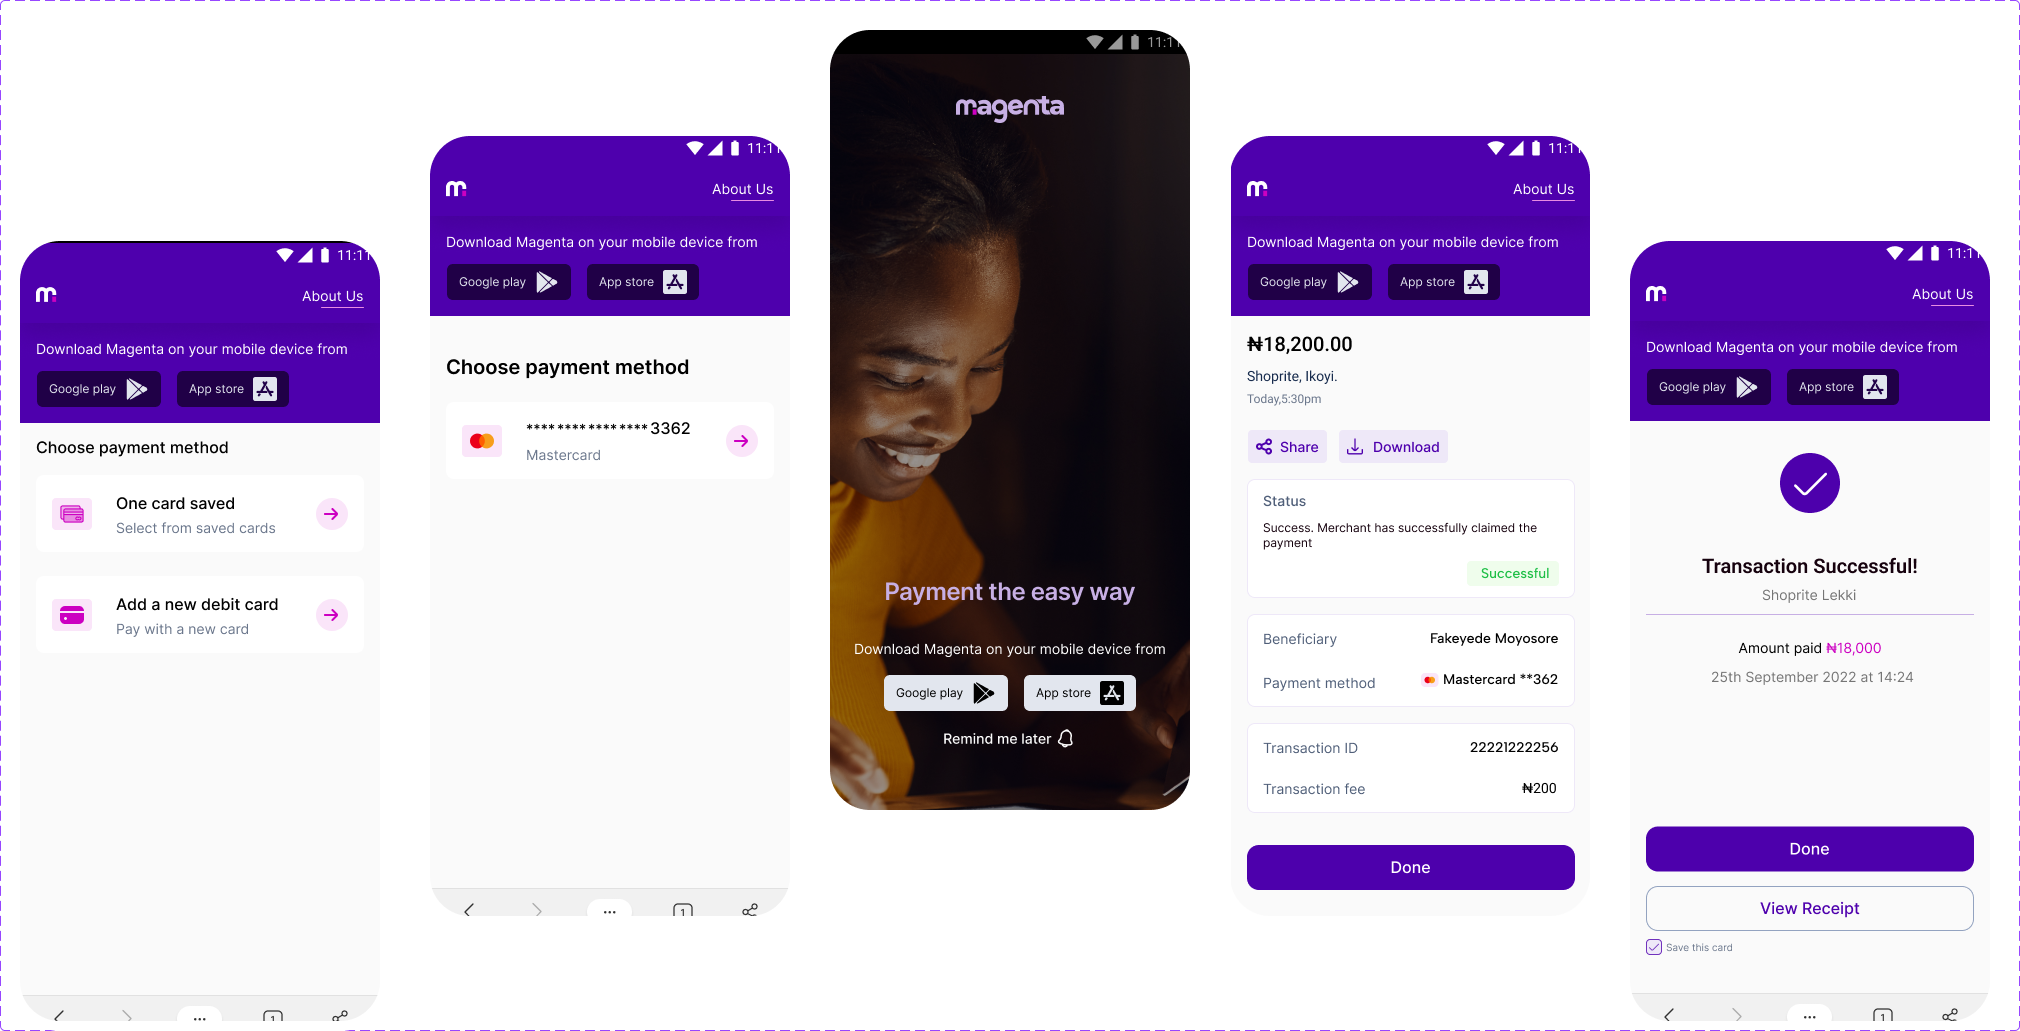 11:11
m.
About Us
Download Magenta on your mobile device from
Google play
App store
Choose payment method
One card saved
Select from saved cards
Add a new debit card
Pay with a new card
1
11:11
m.
About Us
Download Magenta on your mobile device from
Google play
App store
Choose payment method
****************3362
Mastercard
1
11:11
magenta
Payment the easy way
Download Magenta on your mobile device from
Google play
App store
Remind me later
11:11
m.
About Us
Download Magenta on your mobile device from
Google play
App store
₦18,200.00
Shoprite, Ikoyi.
Today,5:30pm
Share
Download
Status
Success. Merchant has successfully claimed the
payment
Successful
Beneficiary Fakeyede Moyosore
Payment method Mastercard **362
Transaction ID 22221222256
Transaction fee ₦200
Done
11:11
m.
About Us
Download Magenta on your mobile device from
Google play
App store
Transaction Successful!
Shoprite Lekki
Amount paid ₦18,000
25th September 2022 at 14:24
Done
View Receipt
Save this card
1